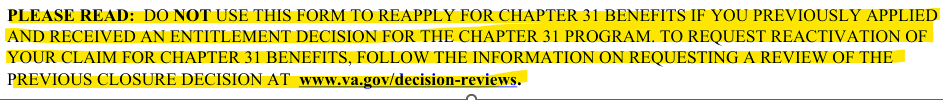 PLEASE READ: DO NOT USE THIS FORM TO REAPPLY FOR CHAPTER 31 BENEFITS IF YOU PREVIOUSLY APPLIED
AND RECEIVED AN ENTITLEMENT DECISION FOR THE CHAPTER 31 PROGRAM. TO REQUEST REACTIVATION OF
YOUR CLAIM FOR CHAPTER 31 BENEFITS, FOLLOW THE INFORMATION ON REQUESTING A REVIEW OF THE
PREVIOUS CLOSURE DECISION AT www.va.gov/decision-reviews.